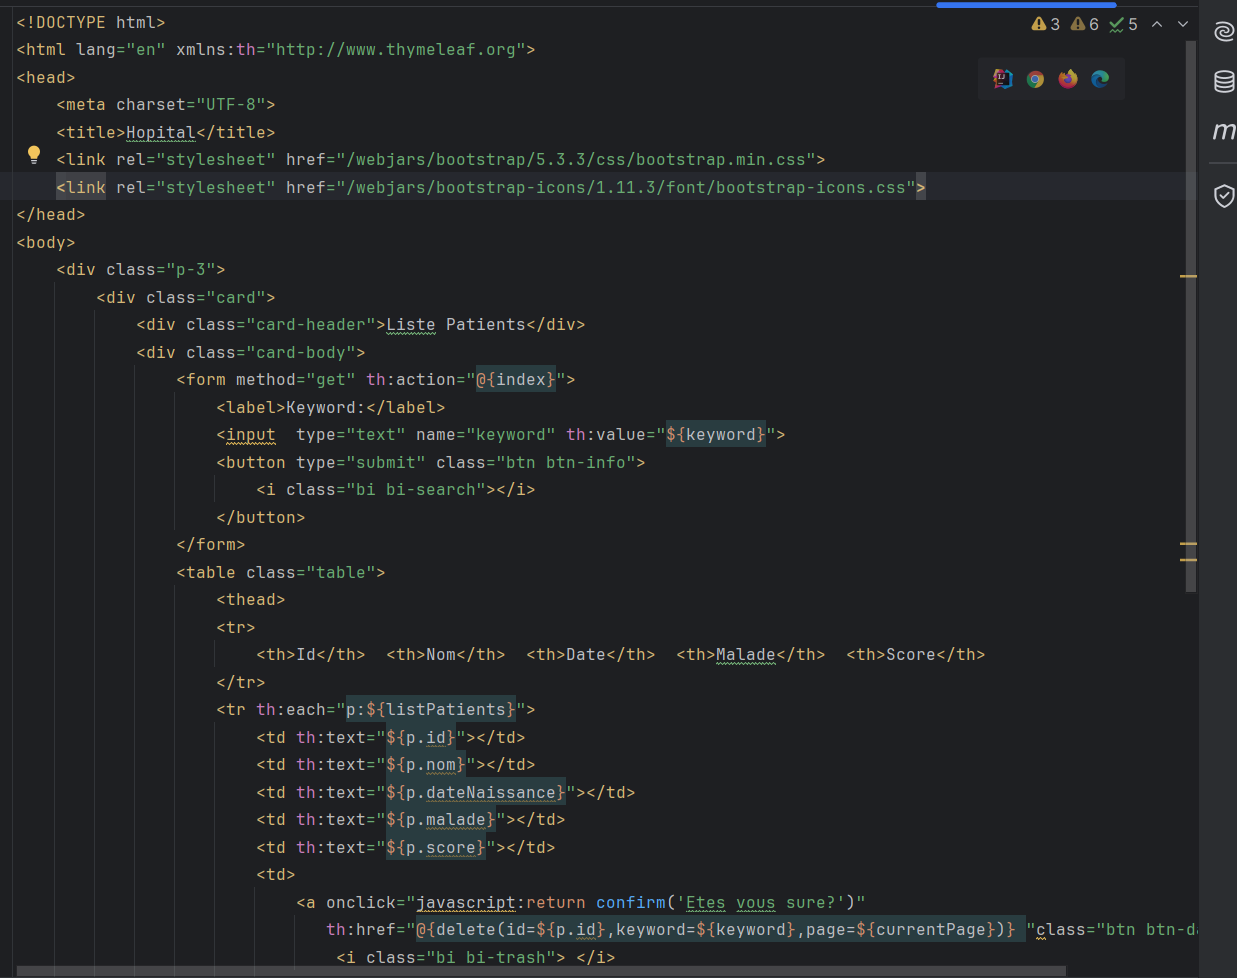 <!DOCTYPE html>
<html lang="en" xmlns:th="http://www.thymeleaf.org">
<head>
    <meta charset="UTF-8">
    <title>Hopital</title>
    <link rel="stylesheet" href="/webjars/bootstrap/5.3.3/css/bootstrap.min.css">
    <link rel="stylesheet" href="/webjars/bootstrap-icons/1.11.3/font/bootstrap-icons.css">
</head>
<body>
    <div class="p-3">
        <div class="card">
            <div class="card-header">Liste Patients</div>
            <div class="card-body">
                <form method="get" th:action="@{index}">
                    <label>Keyword:</label>
                    <input  type="text" name="keyword" th:value="${keyword}">
                    <button type="submit" class="btn btn-info">
                        <i class="bi bi-search"></i>
                    </button>
                </form>
                <table class="table">
                    <thead>
                    <tr>
                        <th>Id</th>  <th>Nom</th>  <th>Date</th>  <th>Malade</th>  <th>Score</th>
                    </tr>
                    <tr th:each="p:${listPatients}">
                        <td th:text="${p.id}"></td>
                        <td th:text="${p.nom}"></td>
                        <td th:text="${p.dateNaissance}"></td>
                        <td th:text="${p.malade}"></td>
                        <td th:text="${p.score}"></td>
                        <td>
                            <a onclick="javascript:return confirm('Etes vous sure?')"
                               th:href="@{delete(id=${p.id},keyword=${keyword},page=${currentPage})} "class="btn btn-
                                <i class="bi bi-trash"> </i>
3 6 5
m